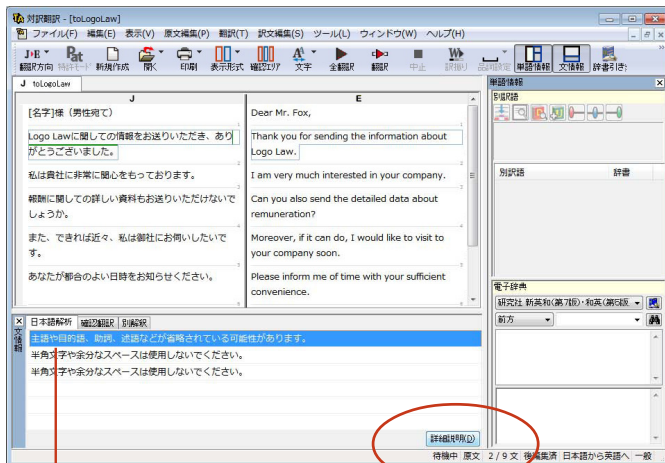 対訳翻訳 - [toLogoLaw]
ファイル(F) 編集(E) 表示(V) 原文編集(P) 翻訳(T) 訳文編集(S) ツール(L) ウィンドウ(W) ヘルプ(H)
J▸E Pat
翻訳方向 特許モード 新規作成 開く 印刷 表示形式 確認エリア 文字 全翻訳 翻訳 中止 訳振り 品詞設定 単語情報 文情報 辞書引き
J toLogoLaw
J E
[名字]様（男性宛て） Dear Mr. Fox,
Logo Lawに関しての情報をお送りいただき、あり Thank you for sending the information about
がとうございました。 Logo Law.
私は貴社に非常に関心をもっております。 I am very much interested in your company.
報酬に関しての詳しい資料もお送りいただけないで Can you also send the detailed data about
しょうか。 remuneration?
また、できれば近々、私は御社にお伺いしたいで Moreover, if it can do, I would like to visit to
す。 your company soon.
あなたが都合のよい日時をお知らせください。 Please inform me of time with your sufficient
convenience.
単語情報
別訳語
別訳語 辞書
電子辞典
研究社 新英和(第7版)・和英(第5版
前方
文情報
日本語解析 確認翻訳 別解釈
主語や目的語、助詞、述語などが省略されている可能性があります。
半角文字や余分なスペースは使用しないでください。
半角文字や余分なスペースは使用しないでください。
詳細説明(D)
待機中 原文 2 / 9 文 後編集済 日本語から英語へ 一般